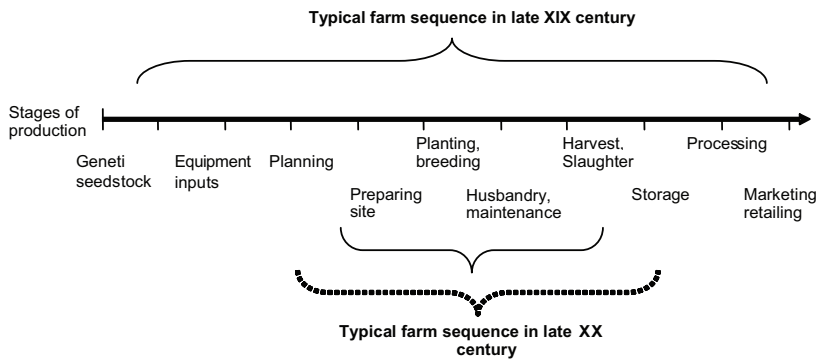 Typical farm sequence in late XIX century
Stages of
production
Geneti
seedstock
Equipment
inputs
Planning
Planting,
breeding
Harvest,
Slaughter
Processing
Preparing
site
Husbandry,
maintenance
Storage
Marketing
retailing
Typical farm sequence in late XX
century